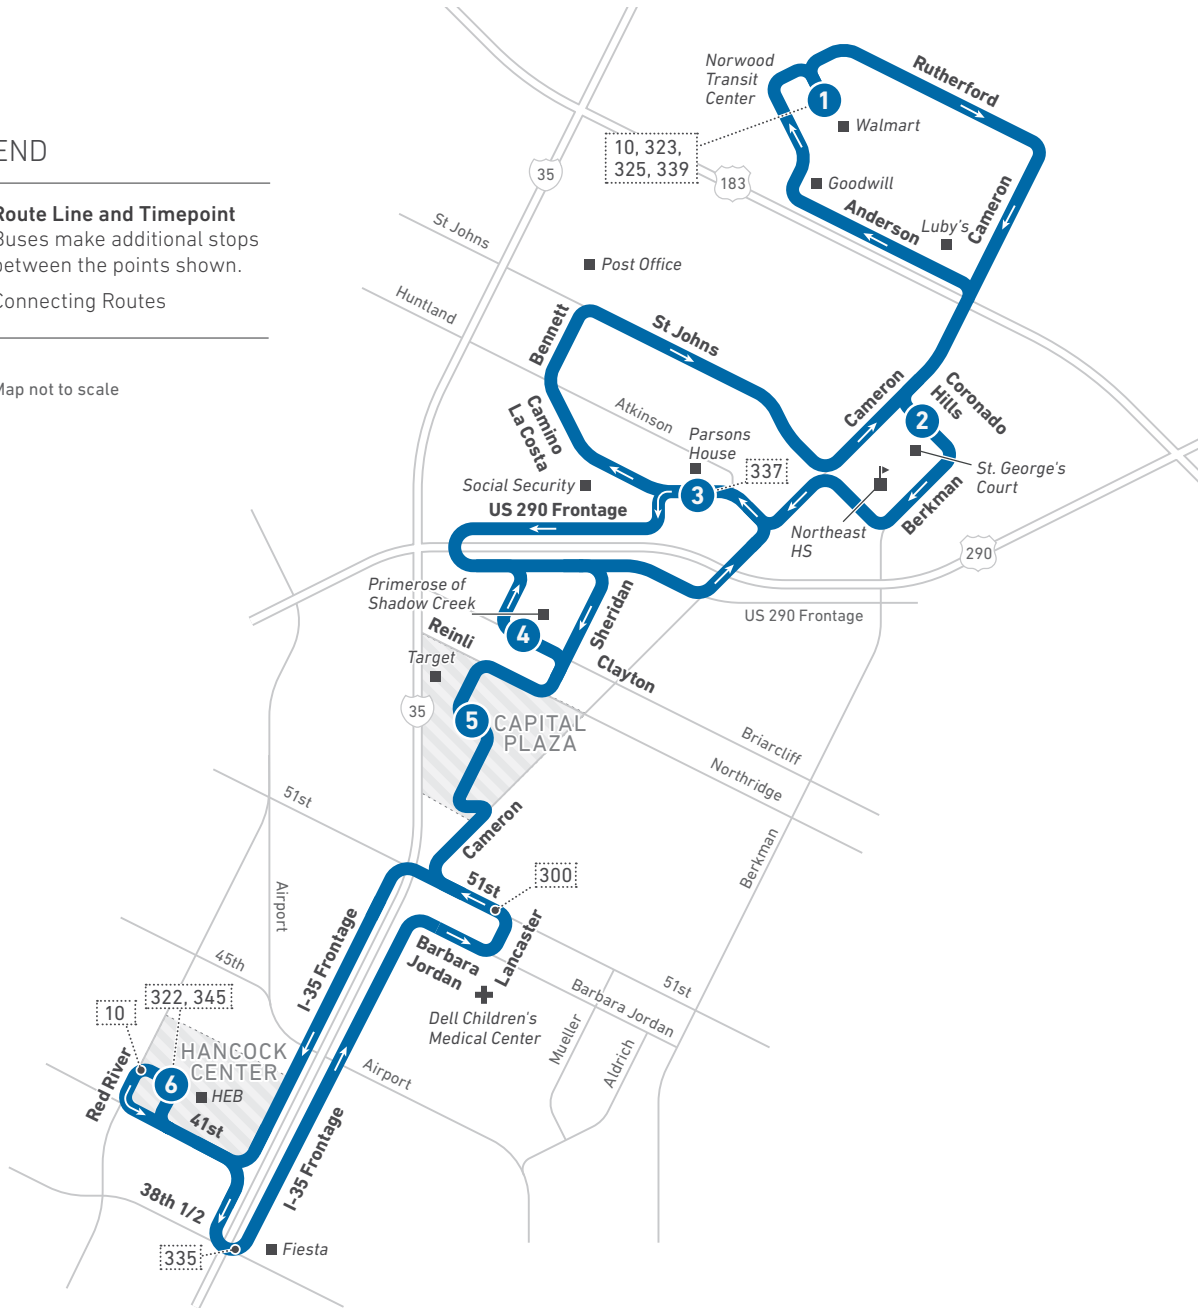 END
Route Line and Timepoint
Buses make additional stops
between the points shown.
Connecting Routes
Map not to scale
Norwood
Transit
Center
1
Walmart
Rutherford
10, 323,
325, 339
35
183
Goodwill
Anderson
Luby's
Cameron
St Johns
Post Office
Huntland
Bennett
St Johns
Camino
La Costa
Atkinson
Parsons
House
Cameron
Coronado
Hills
2
St. George's
Court
337
Social Security
3
US 290 Frontage
Northeast
HS
Berkman
290
Primerose of
Shadow Creek
US 290 Frontage
Reinli
4
Sheridan
Target
Clayton
35
5
CAPITAL
PLAZA
Briarcliff
Northridge
51st
Cameron
Berkman
Airport
51st
300
I-35 Frontage
Barbara
Jordan
Lancaster
45th
51st
Barbara Jordan
Dell Children's
Medical Center
Mueller
Aldrich
10
322, 345
HANCOCK
CENTER
Airport
Red River
6
HEB
41st
I-35 Frontage
38th 1/2
335
Fiesta